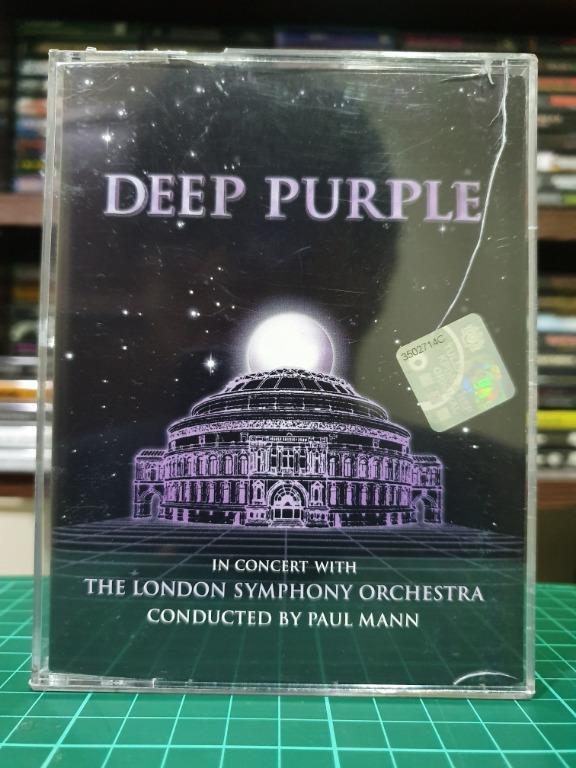 DEEP PURPLE
3502714C
IN CONCERT WITH
THE LONDON SYMPHONY ORCHESTRA
CONDUCTED BY PAUL MANN